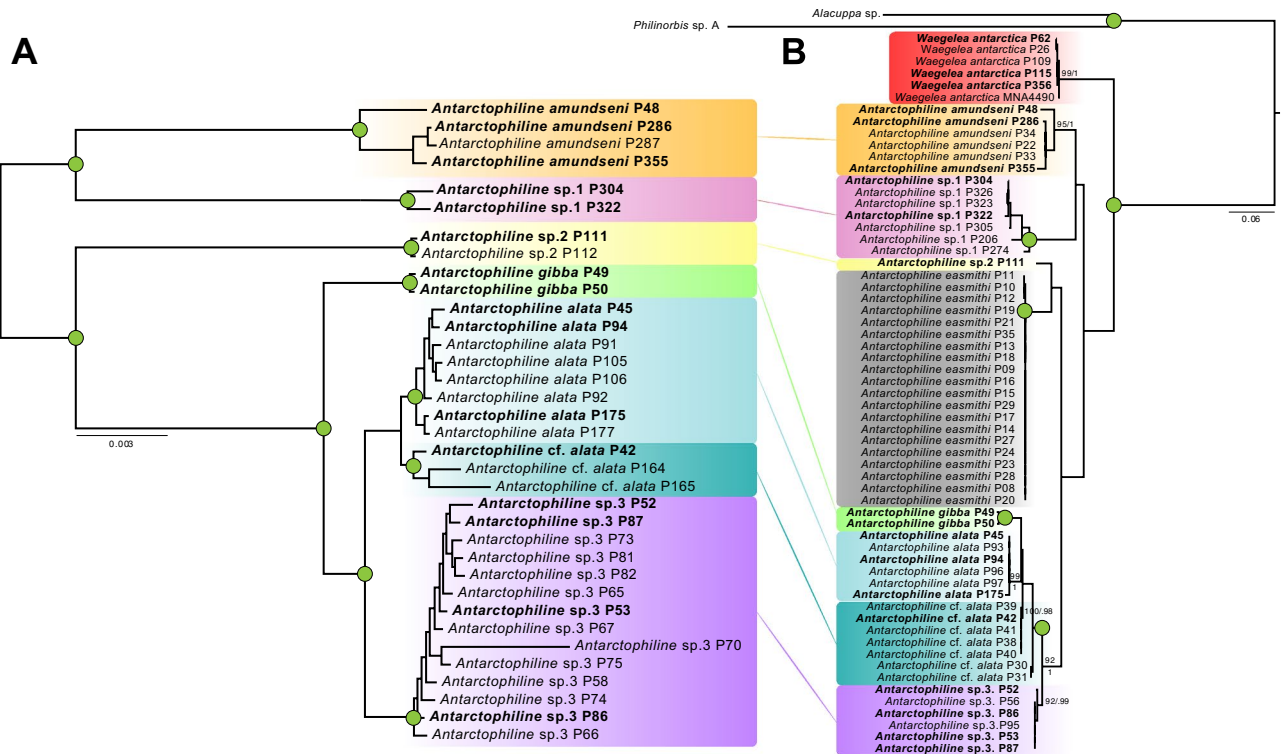 A
Antarctophiline amundseni P48
Antarctophiline amundseni P286
Antarctophiline amundseni P287
Antarctophiline amundseni P355
Antarctophiline sp.1 P304
Antarctophiline sp.1 P322
Antarctophiline sp.2 P111
Antarctophiline sp.2 P112
Antarctophiline gibba P49
Antarctophiline gibba P50
Antarctophiline alata P45
Antarctophiline alata P94
Antarctophiline alata P91
Antarctophiline alata P105
Antarctophiline alata P106
Antarctophiline alata P92
Antarctophiline alata P175
Antarctophiline alata P177
Antarctophiline cf. alata P42
Antarctophiline cf. alata P164
Antarctophiline cf. alata P165
Antarctophiline sp.3 P52
Antarctophiline sp.3 P87
Antarctophiline sp.3 P73
Antarctophiline sp.3 P81
Antarctophiline sp.3 P82
Antarctophiline sp.3 P65
Antarctophiline sp.3 P53
Antarctophiline sp.3 P67
Antarctophiline sp.3 P70
Antarctophiline sp.3 P75
Antarctophiline sp.3 P58
Antarctophiline sp.3 P74
Antarctophiline sp.3 P86
Antarctophiline sp.3 P66
0.003
B
Alacuppa sp.
Philinorbis sp. A
Waegelea antarctica P62
Waegelea antarctica P26
Waegelea antarctica P109
Waegelea antarctica P115
Waegelea antarctica P356
Waegelea antarctica MNA4490
99/1
Antarctophiline amundseni P48
Antarctophiline amundseni P286
Antarctophiline amundseni P34
Antarctophiline amundseni P22
Antarctophiline amundseni P33
Antarctophiline amundseni P355
95/1
Antarctophiline sp.1 P304
Antarctophiline sp.1 P326
Antarctophiline sp.1 P323
Antarctophiline sp.1 P322
Antarctophiline sp.1 P305
Antarctophiline sp.1 P206
Antarctophiline sp.1 P274
Antarctophiline sp.2 P111
Antarctophiline easmithi P11
Antarctophiline easmithi P10
Antarctophiline easmithi P12
Antarctophiline easmithi P19
Antarctophiline easmithi P21
Antarctophiline easmithi P35
Antarctophiline easmithi P13
Antarctophiline easmithi P18
Antarctophiline easmithi P09
Antarctophiline easmithi P16
Antarctophiline easmithi P15
Antarctophiline easmithi P29
Antarctophiline easmithi P17
Antarctophiline easmithi P14
Antarctophiline easmithi P27
Antarctophiline easmithi P24
Antarctophiline easmithi P23
Antarctophiline easmithi P28
Antarctophiline easmithi P08
Antarctophiline easmithi P20
Antarctophiline gibba P49
Antarctophiline gibba P50
Antarctophiline alata P45
Antarctophiline alata P93
Antarctophiline alata P94
Antarctophiline alata P96
Antarctophiline alata P97
Antarctophiline alata P175
99
1
Antarctophiline cf. alata P39
Antarctophiline cf. alata P42
Antarctophiline cf. alata P41
Antarctophiline cf. alata P38
Antarctophiline cf. alata P40
Antarctophiline cf. alata P30
Antarctophiline cf. alata P31
100/.98
92
1
Antarctophiline sp.3. P52
Antarctophiline sp.3. P56
Antarctophiline sp.3. P86
Antarctophiline sp.3. P95
Antarctophiline sp.3. P53
Antarctophiline sp.3. P87
92/.99
0.06